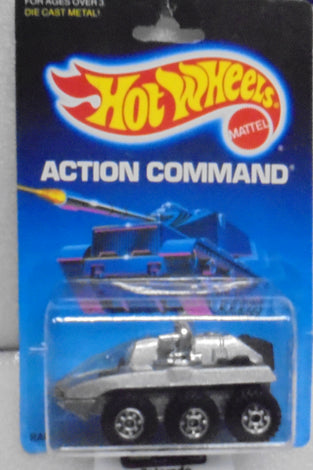 FOR AGES OVER 3
DIE CAST METAL!
HOT WHEELS®
MATTEL
ACTION COMMAND®